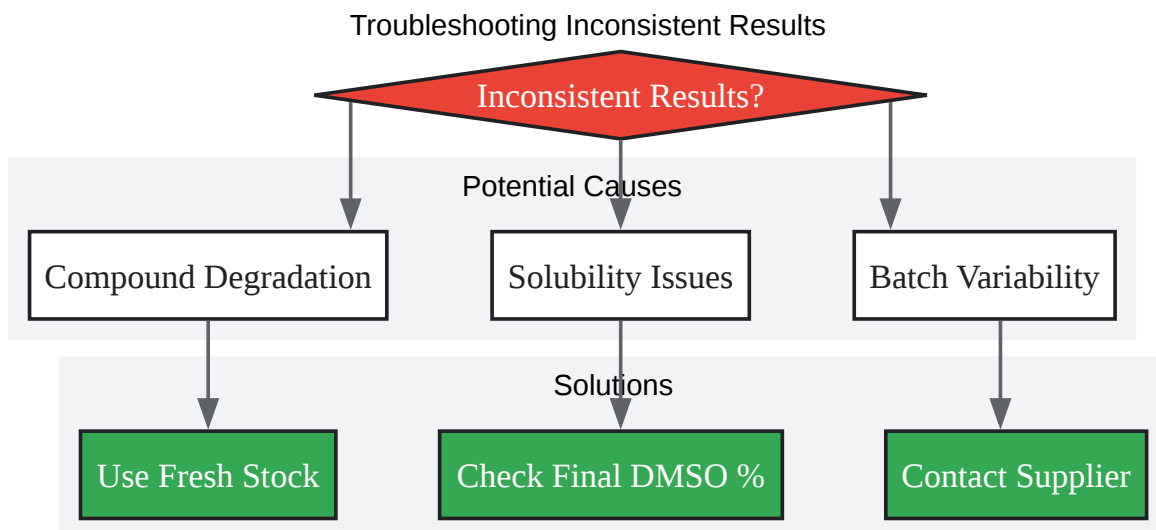 Troubleshooting Inconsistent Results
Inconsistent Results?
Potential Causes
Compound Degradation
Solubility Issues
Batch Variability
Solutions
Use Fresh Stock
Check Final DMSO %
Contact Supplier